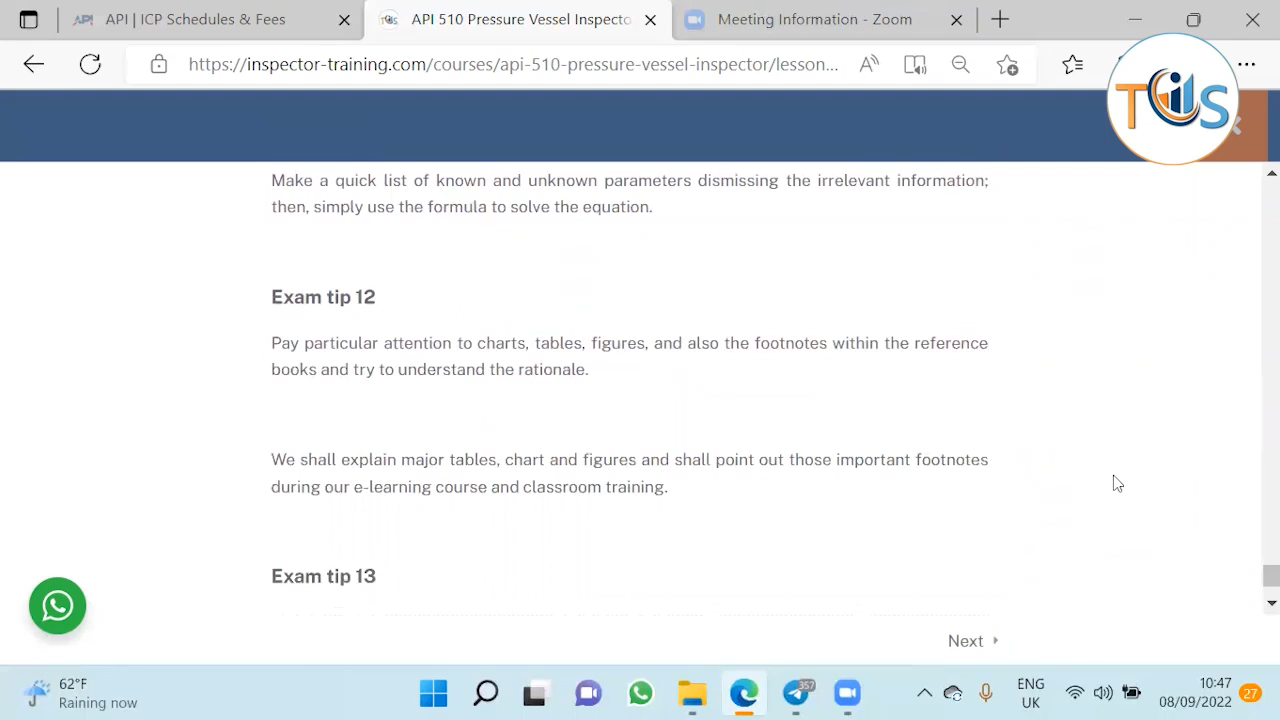 API | ICP Schedules & Fees
API 510 Pressure Vessel Inspecto
Meeting Information - Zoom
https://inspector-training.com/courses/api-510-pressure-vessel-inspector/lesson...
TIS
Make a quick list of known and unknown parameters dismissing the irrelevant information;
then, simply use the formula to solve the equation.
Exam tip 12
Pay particular attention to charts, tables, figures, and also the footnotes within the reference
books and try to understand the rationale.
We shall explain major tables, chart and figures and shall point out those important footnotes
during our e-learning course and classroom training.
Exam tip 13
Next
62°F
Raining now
357
ENG
UK
10:47
08/09/2022
27